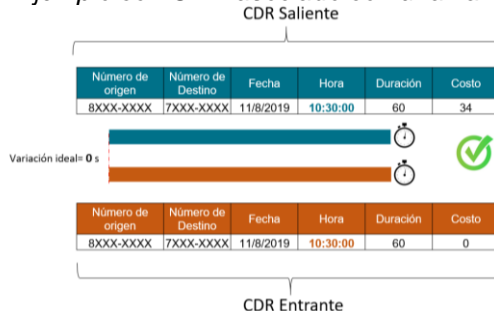 CDR Saliente
Número de origen Número de Destino Fecha Hora Duración Costo
8XXX-XXXX 7XXX-XXXX 11/8/2019 10:30:00 60 34
Variación ideal= 0 s
Número de origen Número de Destino Fecha Hora Duración Costo
8XXX-XXXX 7XXX-XXXX 11/8/2019 10:30:00 60 0
CDR Entrante